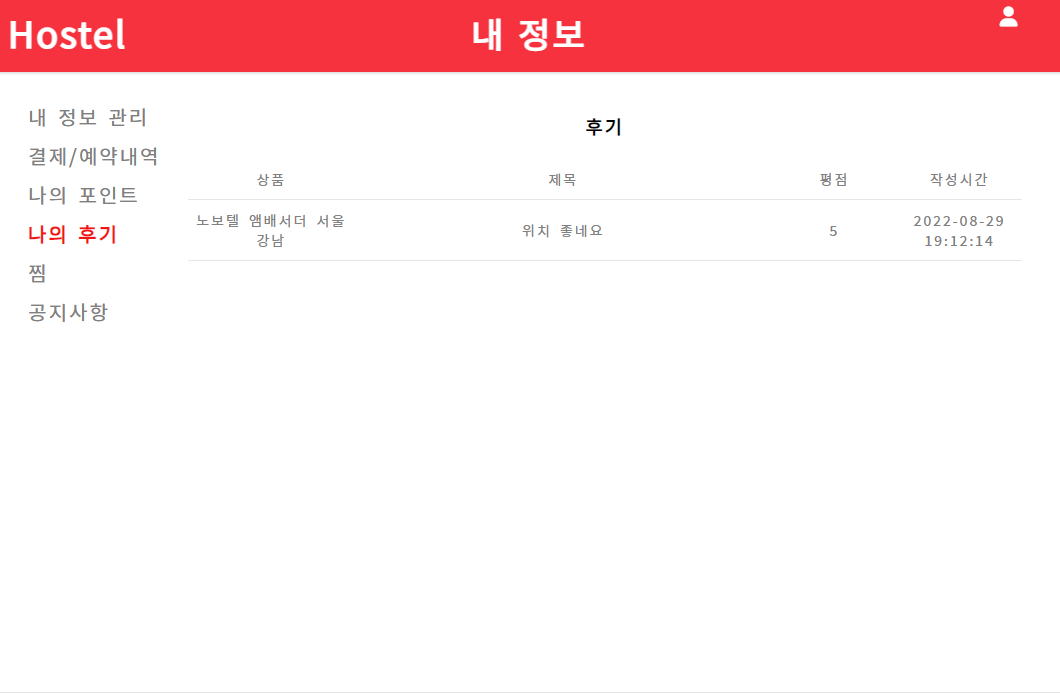 Hostel
내 정보
내 정보 관리
결제/예약내역
나의 포인트
나의 후기
찜
공지사항
후기
상품 제목 평점 작성시간
노보텔 앰배서더 서울
강남
위치 좋네요
5
2022-08-29
19:12:14